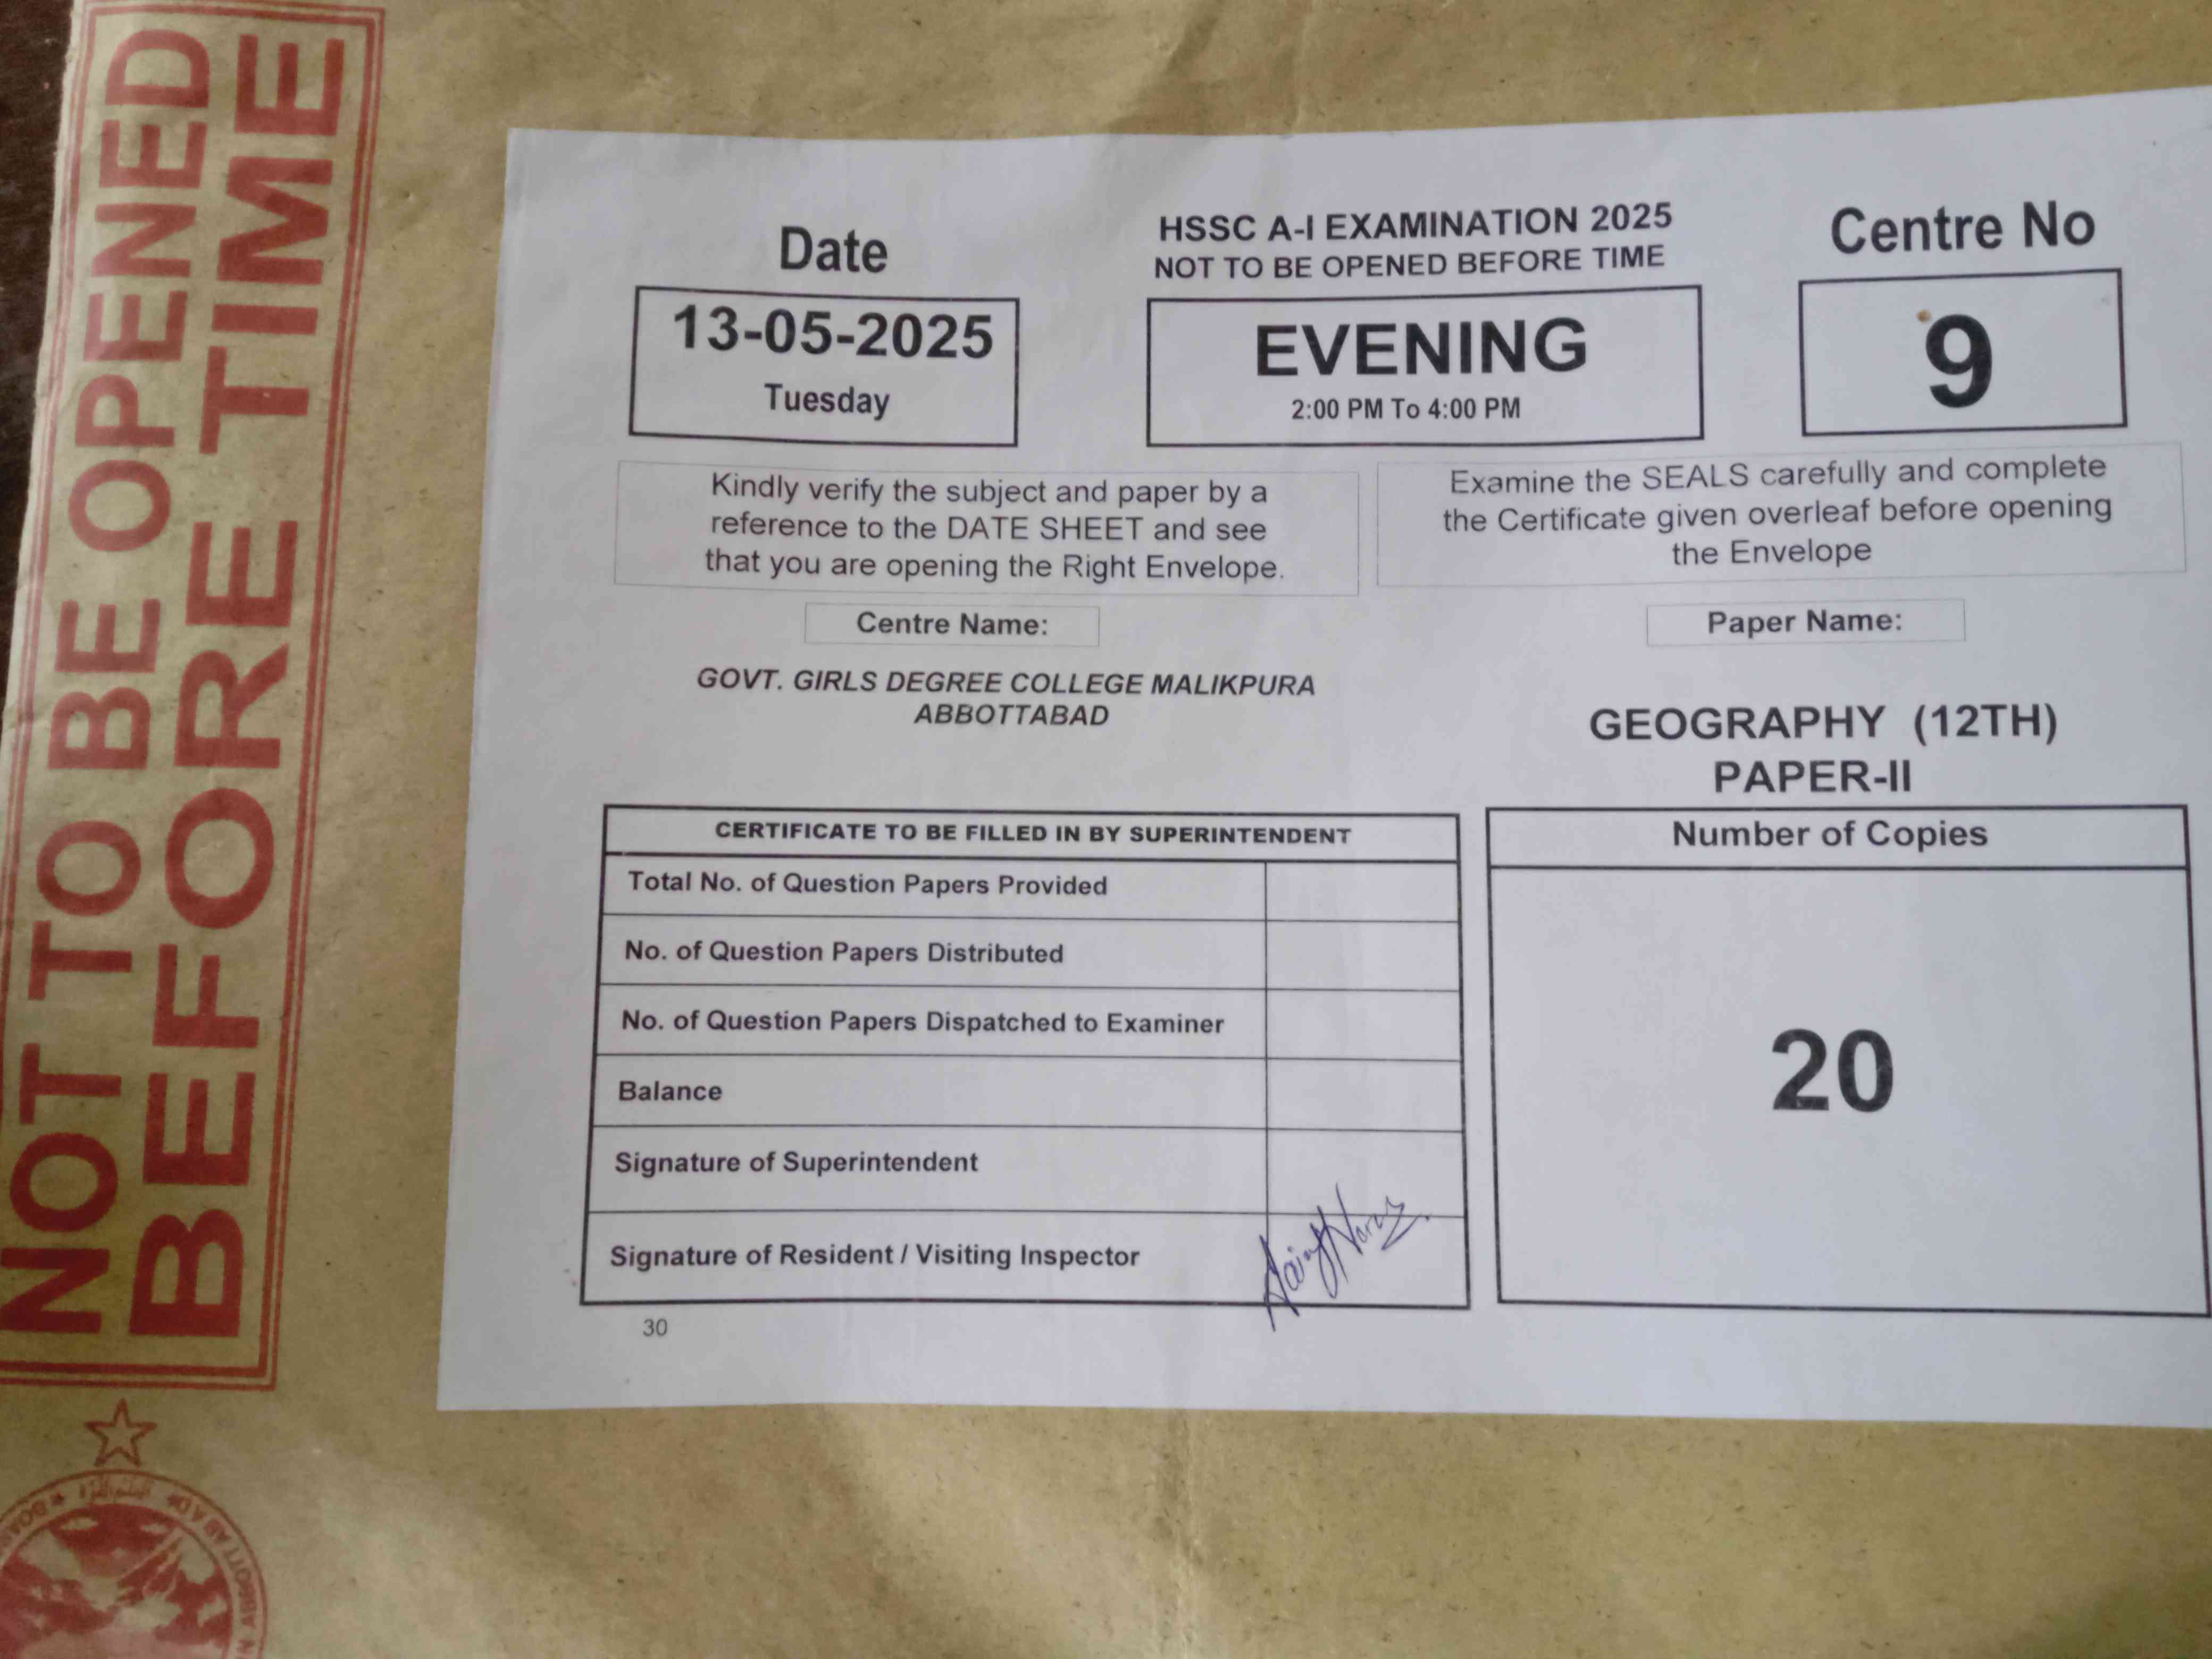 NOT TO BE OPENED
BEFORE TIME
Date
13-05-2025
Tuesday
HSSC A-I EXAMINATION 2025
NOT TO BE OPENED BEFORE TIME
EVENING
2:00 PM To 4:00 PM
Centre No
9
Kindly verify the subject and paper by a
reference to the DATE SHEET and see
that you are opening the Right Envelope.
Examine the SEALS carefully and complete
the Certificate given overleaf before opening
the Envelope
Centre Name:
GOVT. GIRLS DEGREE COLLEGE MALIKPURA
ABBOTTABAD
Paper Name:
GEOGRAPHY (12TH)
PAPER-II
CERTIFICATE TO BE FILLED IN BY SUPERINTENDENT
Total No. of Question Papers Provided
No. of Question Papers Distributed
No. of Question Papers Dispatched to Examiner
Balance
Signature of Superintendent
Signature of Resident / Visiting Inspector
Number of Copies
20
30
ABBOTTABAD